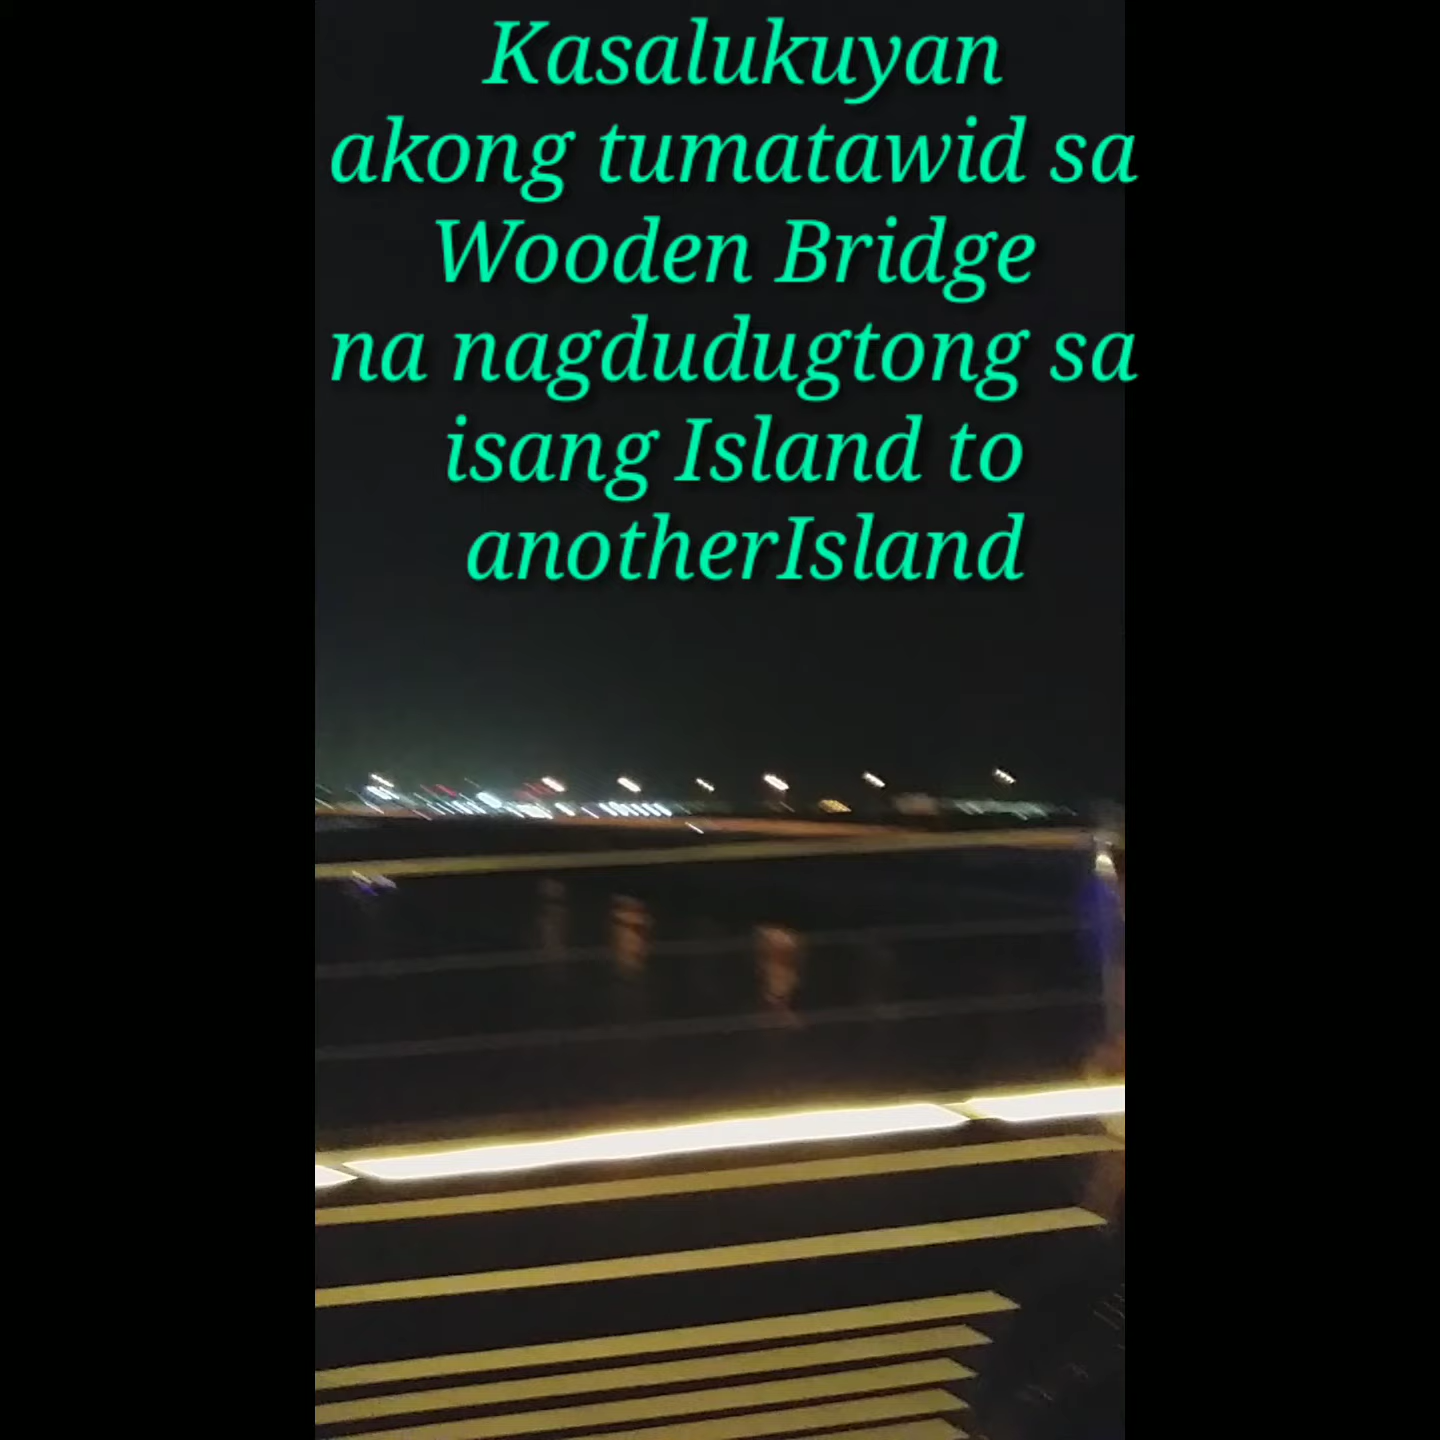 Kasalukuyan
akong tumatawid sa
Wooden Bridge
na nagdudugtong sa
isang Island to
anotherIsland